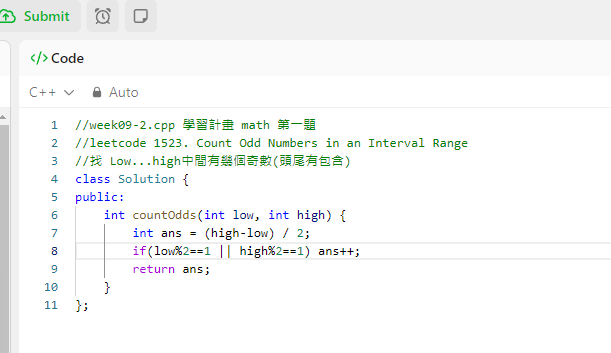 Submit
</> Code
C++ Auto
1 //week09-2.cpp 學習計畫 math 第一題
2 //leetcode 1523. Count Odd Numbers in an Interval Range
3 //找 Low...high中間有幾個奇數(頭尾有包含)
4 class Solution {
5 public:
6 int countOdds(int low, int high) {
7 int ans = (high-low) / 2;
8 if(low%2==1 || high%2==1) ans++;
9 return ans;
10 }
11 };